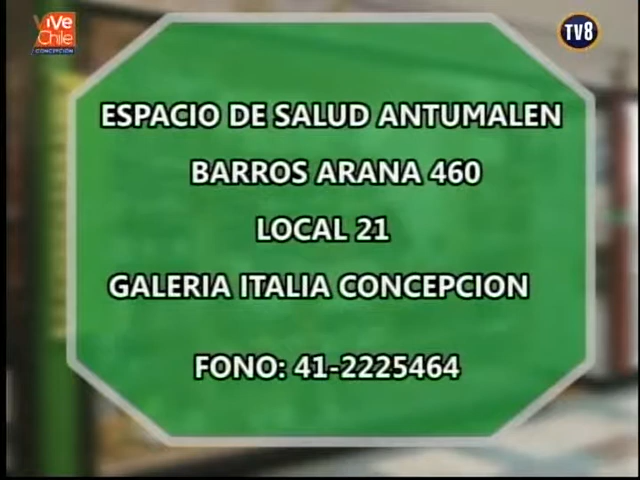 ViVe
Chile
CONCEPCIÓN
TV8
ESPACIO DE SALUD ANTUMALEN
BARROS ARANA 460
LOCAL 21
GALERIA ITALIA CONCEPCION
FONO: 41-2225464